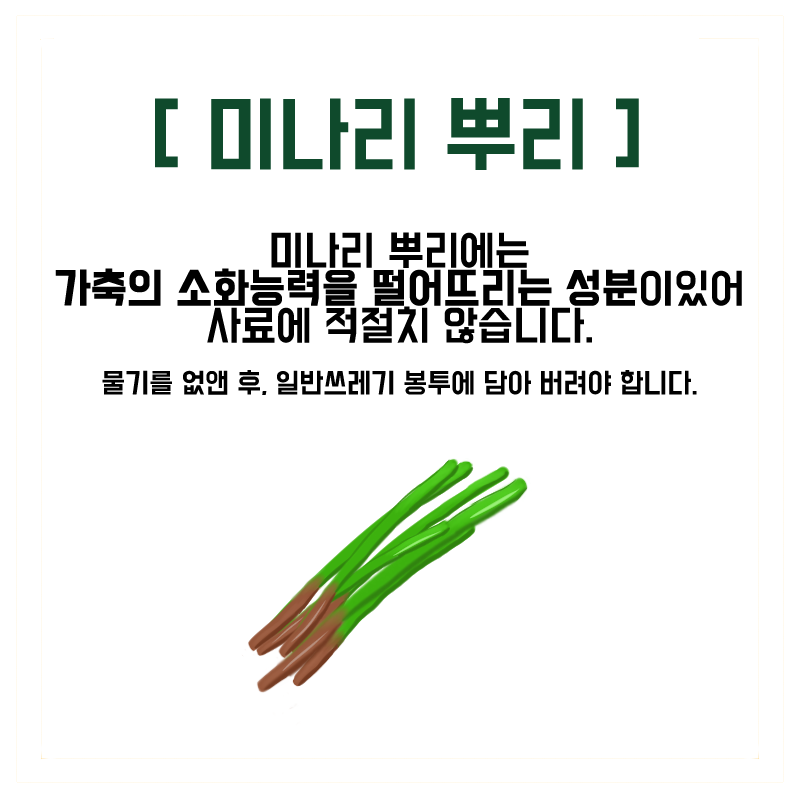 [ 미나리 뿌리 ]
미나리 뿌리에는
가축의 소화능력을 떨어뜨리는 성분이있어
사료에 적절치 않습니다.
물기를 없앤 후, 일반쓰레기 봉투에 담아 버려야 합니다.